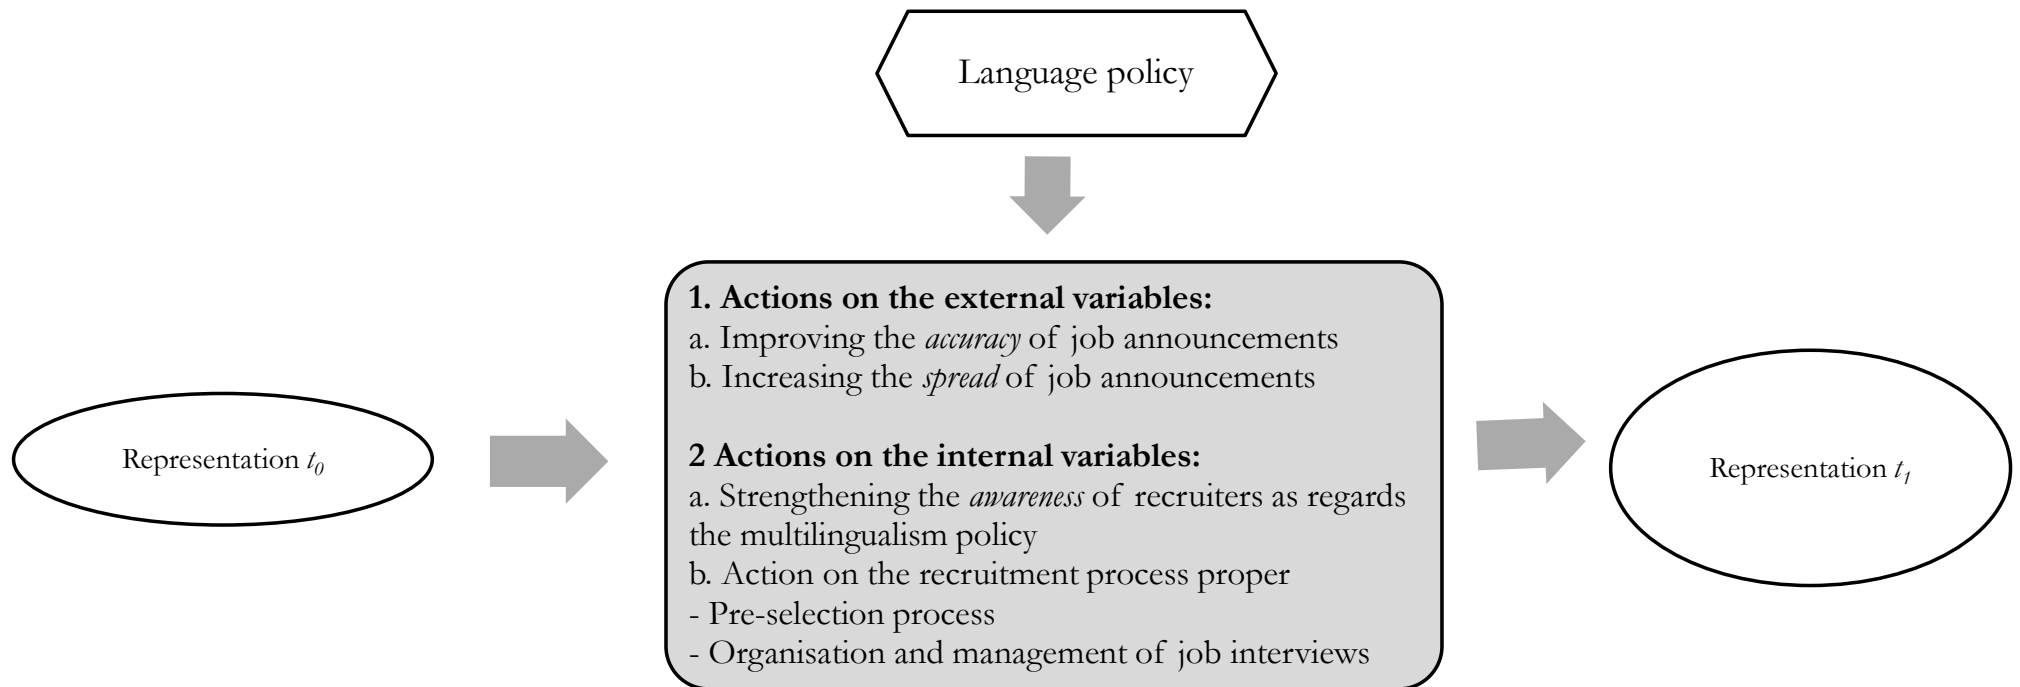 Language policy
1. Actions on the external variables:
a. Improving the accuracy of job announcements
b. Increasing the spread of job announcements
2 Actions on the internal variables:
a. Strengthening the awareness of recruiters as regards
the multilingualism policy
b. Action on the recruitment process proper
- Pre-selection process
- Organisation and management of job interviews
Representation t0
Representation t1